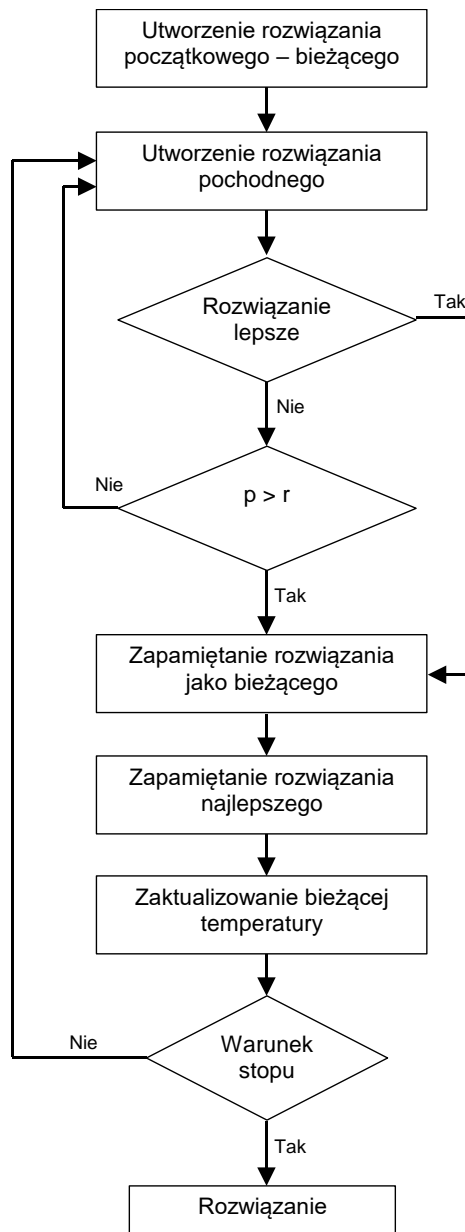 Utworzenie rozwiązania
początkowego – bieżącego
Utworzenie rozwiązania
pochodnego
Rozwiązanie
lepsze
Tak
Nie
p > r
Nie
Tak
Zapamiętanie rozwiązania
jako bieżącego
Zapamiętanie rozwiązania
najlepszego
Zaktualizowanie bieżącej
temperatury
Warunek
stopu
Nie
Tak
Rozwiązanie